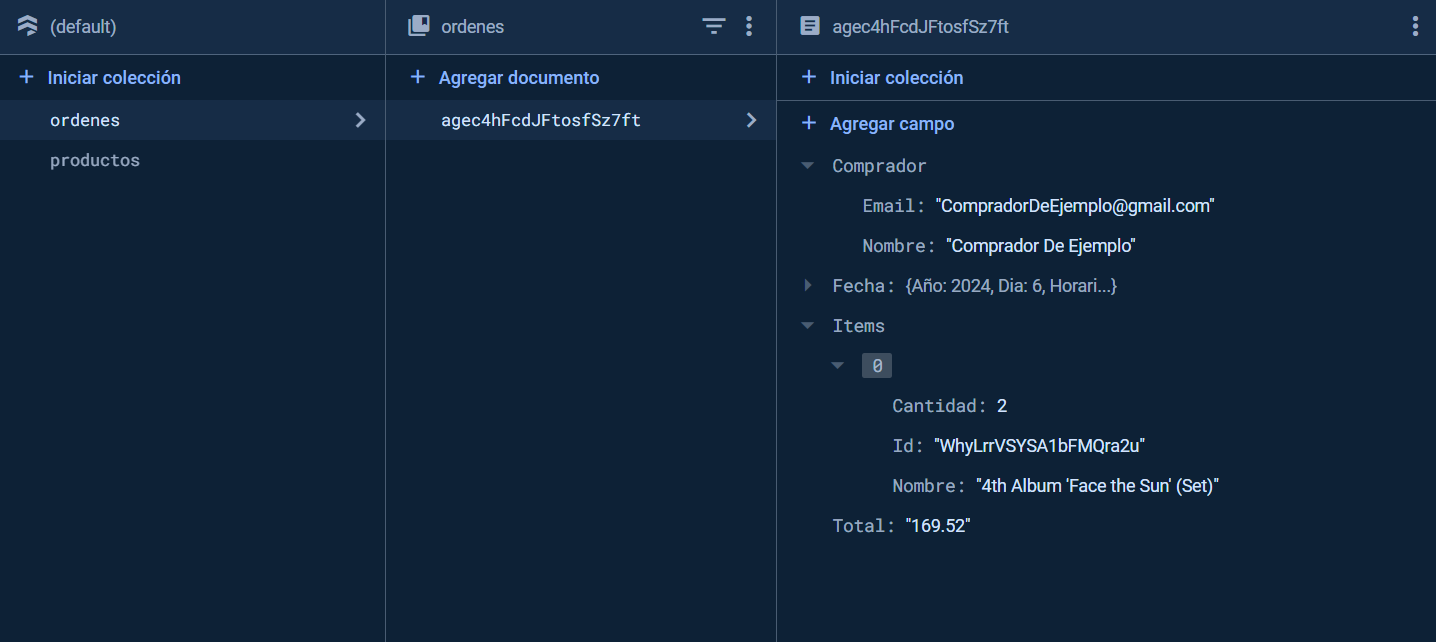 (default)
Iniciar colección
ordenes
productos
ordenes
Agregar documento
agec4hFcdJFtosfSz7ft
agec4hFcdJFtosfSz7ft
Iniciar colección
Agregar campo
Comprador
Email: "CompradorDeEjemplo@gmail.com"
Nombre: "Comprador De Ejemplo"
Fecha: {Año: 2024, Dia: 6, Horari...}
Items
0
Cantidad: 2
Id: "WhyLrrVSYSA1bFMQra2u"
Nombre: "4th Album ‘Face the Sun' (Set)"
Total: "169.52"